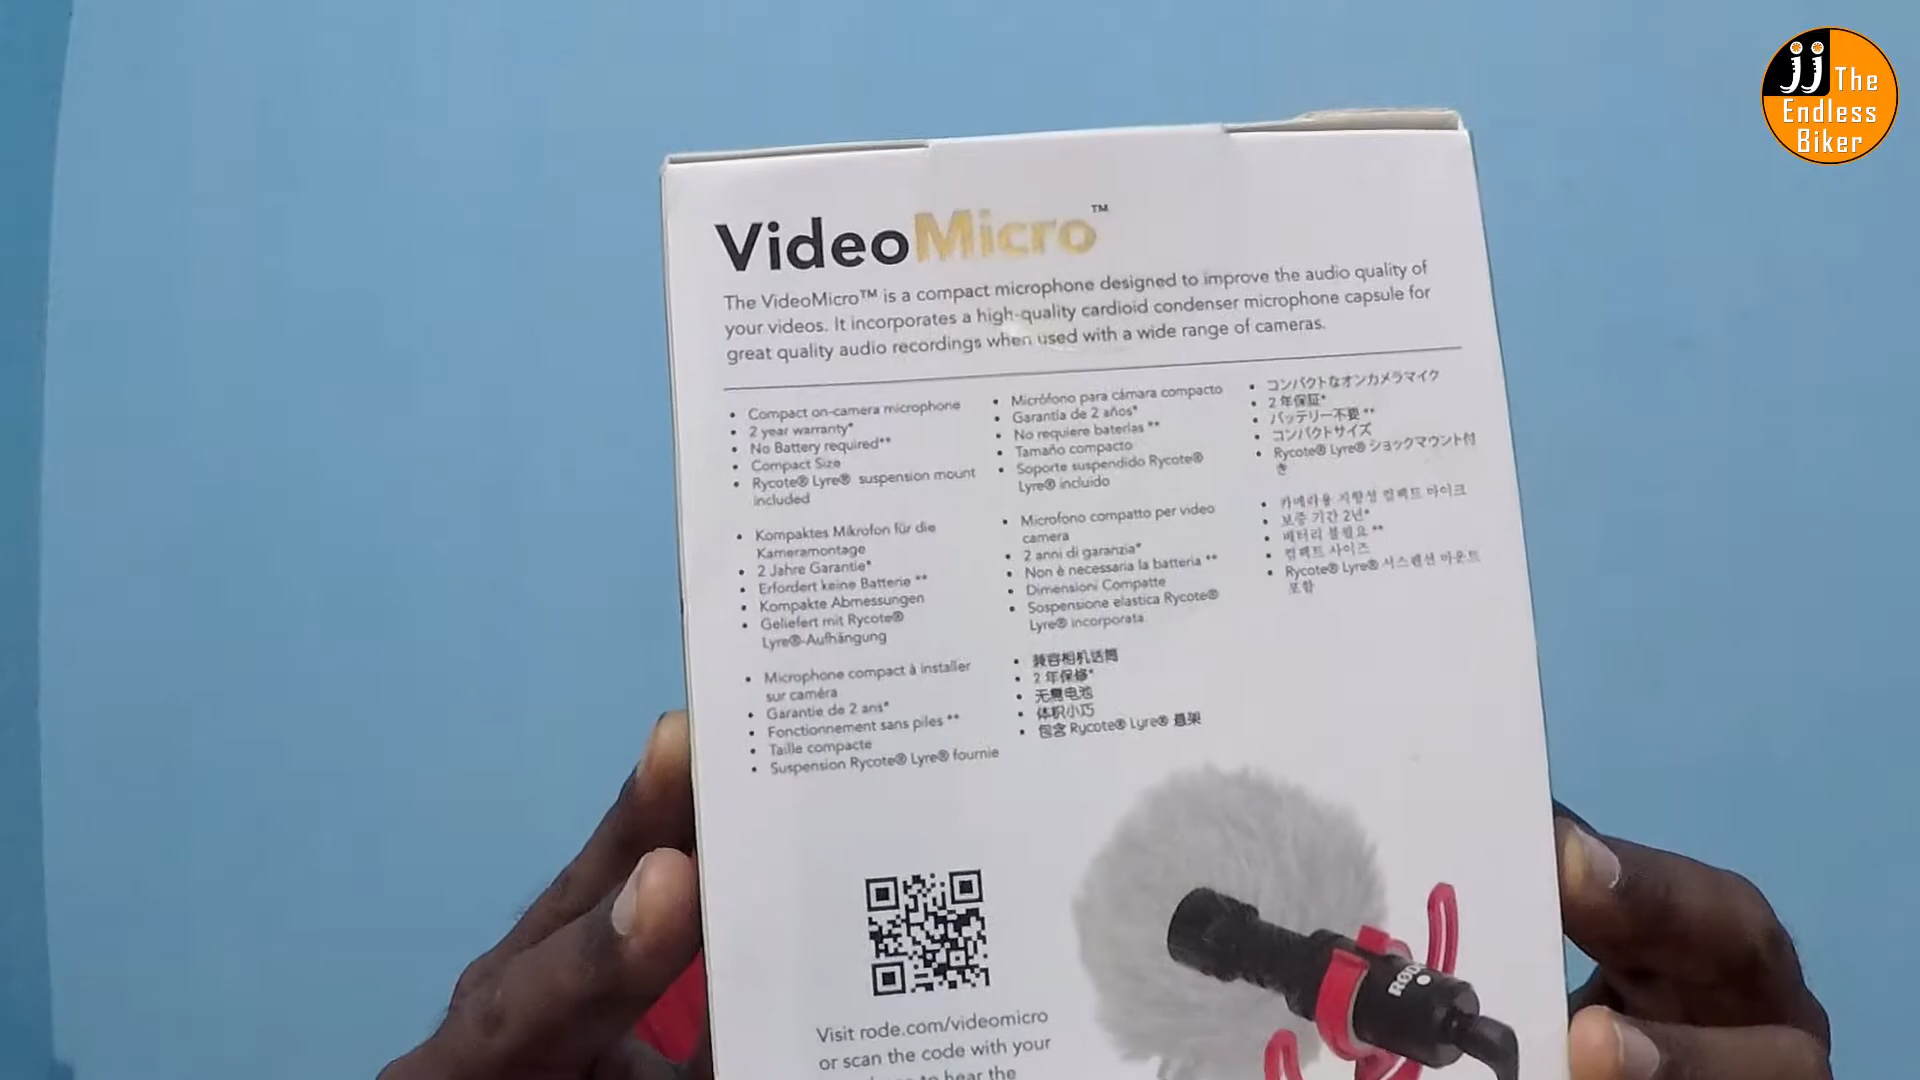 jj The
Endless
Biker
VideoMicro™
The VideoMicro™ is a compact microphone designed to improve the audio quality of
your videos. It incorporates a high-quality cardioid condenser microphone capsule for
great quality audio recordings when used with a wide range of cameras.
• Compact on-camera microphone
• 2 year warranty*
• No Battery required**
• Compact Size
• Rycote® Lyre® suspension mount
included
• Kompaktes Mikrofon für die
Kameramontage
• 2 Jahre Garantie*
• Erfordert keine Batterie **
• Kompakte Abmessungen
• Geliefert mit Rycote®
Lyre®-Aufhängung
• Microphone compact à installer
sur caméra
• Garantie de 2 ans*
• Fonctionnement sans piles **
• Taille compacte
• Suspension Rycote® Lyre® fournie
• Micrófono para cámara compacto
• Garantía de 2 años*
• No requiere baterías **
• Tamaño compacto
• Soporte suspendido Rycote®
Lyre® incluido
• Microfono compatto per video
camera
• 2 anni di garanzia*
• Non è necessaria la batteria **
• Dimensioni Compatte
• Sospensione elastica Rycote®
Lyre® incorporata
• 兼容相机话筒
• 2 年保修*
• 无需电池
• 体积小巧
• 包含 Rycote® Lyre® 悬架
• コンパクトなオンカメラマイク
• 2 年保証*
• バッテリー不要 **
• コンパクトサイズ
• Rycote® Lyre® ショックマウント付
き
• 카메라용 지향성 컴팩트 마이크
• 보증 기간 2년*
• 배터리 불필요 **
• 컴팩트 사이즈
• Rycote® Lyre® 서스펜션 마운트
포함
Visit rode.com/videomicro
or scan the code with your
to hear the
RØDE